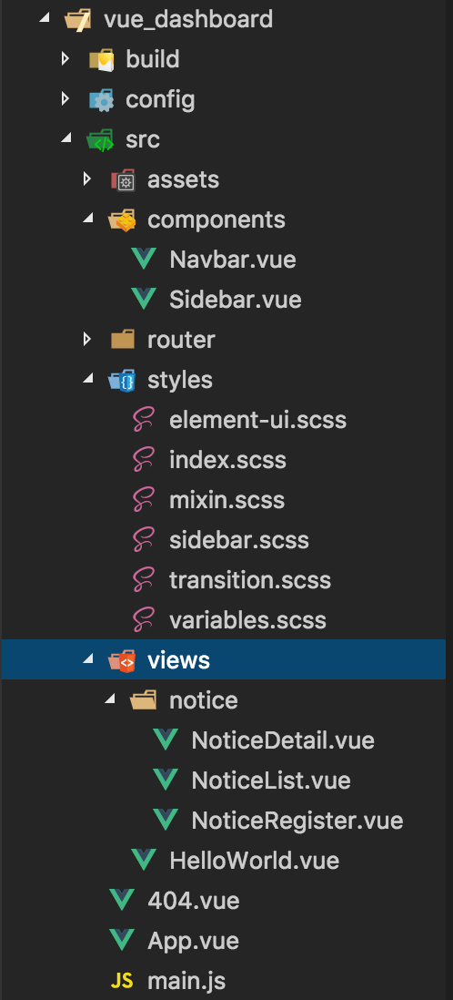 vue_dashboard
build
config
src
assets
components
Navbar.vue
Sidebar.vue
router
styles
element-ui.scss
index.scss
mixin.scss
sidebar.scss
transition.scss
variables.scss
views
notice
NoticeDetail.vue
NoticeList.vue
NoticeRegister.vue
HelloWorld.vue
404.vue
App.vue
JS main.js